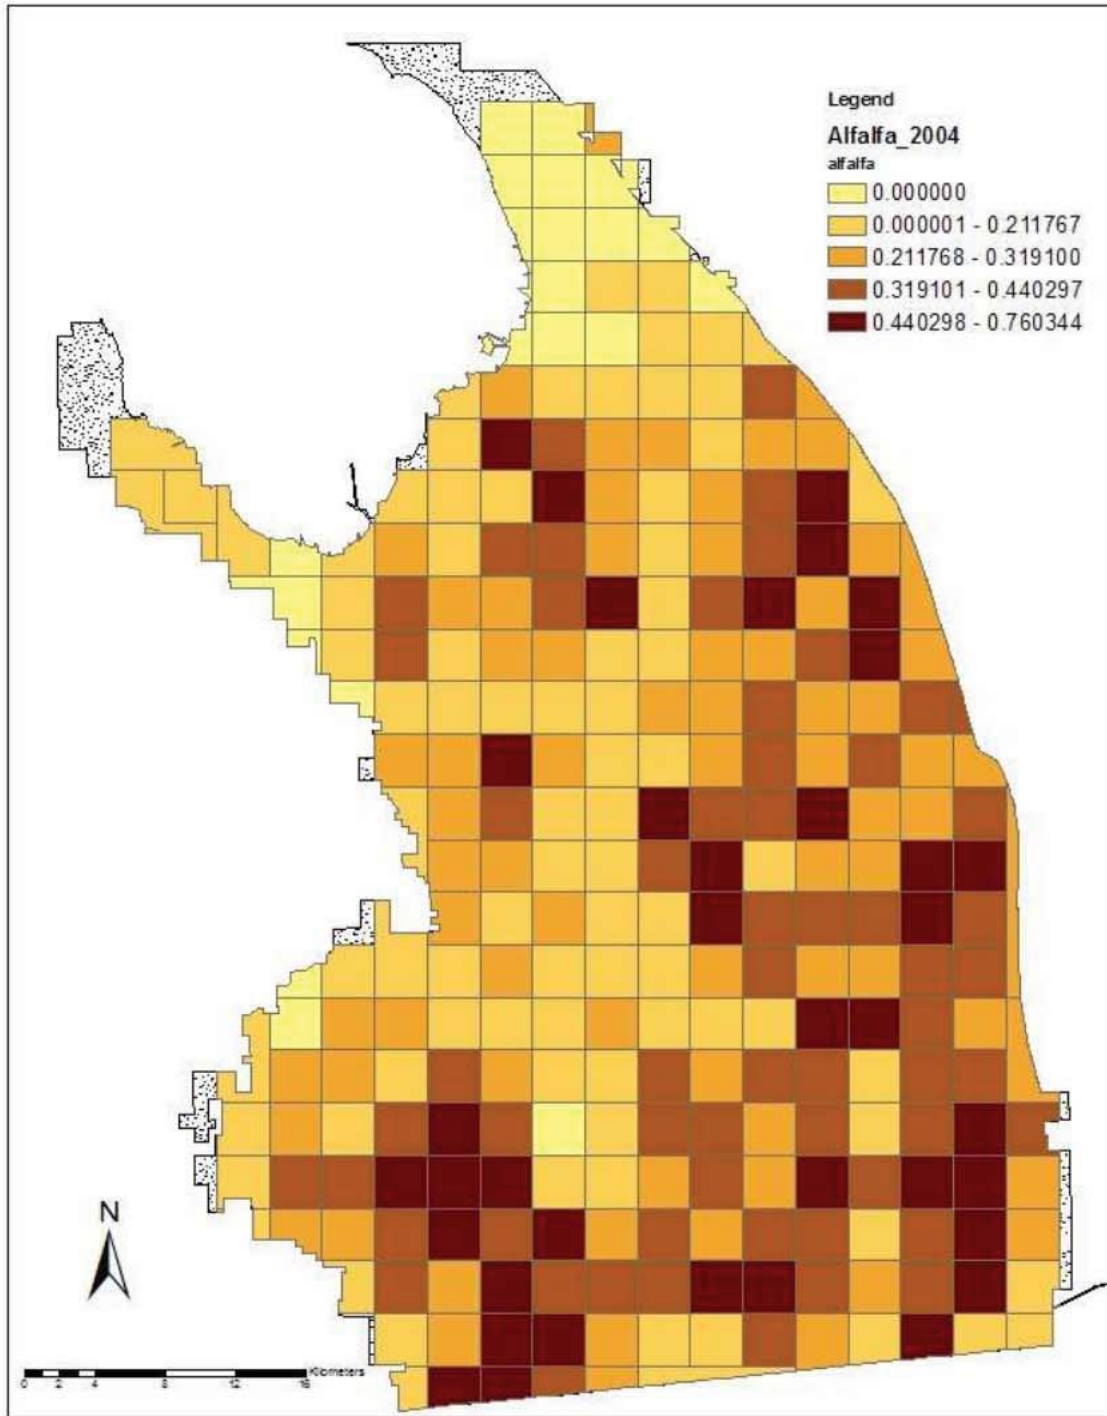 Legend
Alfalfa_2004
alfalfa
0.000000
0.000001 - 0.211767
0.211768 - 0.319100
0.319101 - 0.440297
0.440298 - 0.760344
N
Kilometers
0 2 4 8 12 16